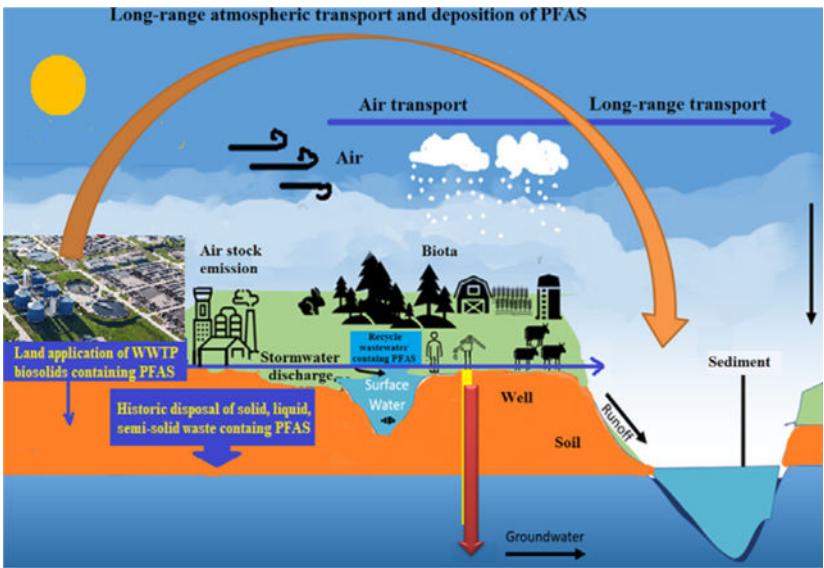 Long-range atmospheric transport and deposition of PFAS
Air transport
Long-range transport
Air
Air stock
emission
Biota
Recycle
wastewater
containg PFAS
Land application of WWTP
biosolids containing PFAS
Stormwater
discharge
Surface
Water
Sediment
Historic disposal of solid, liquid,
semi-solid waste containg PFAS
Well
Runoff
Soil
Groundwater